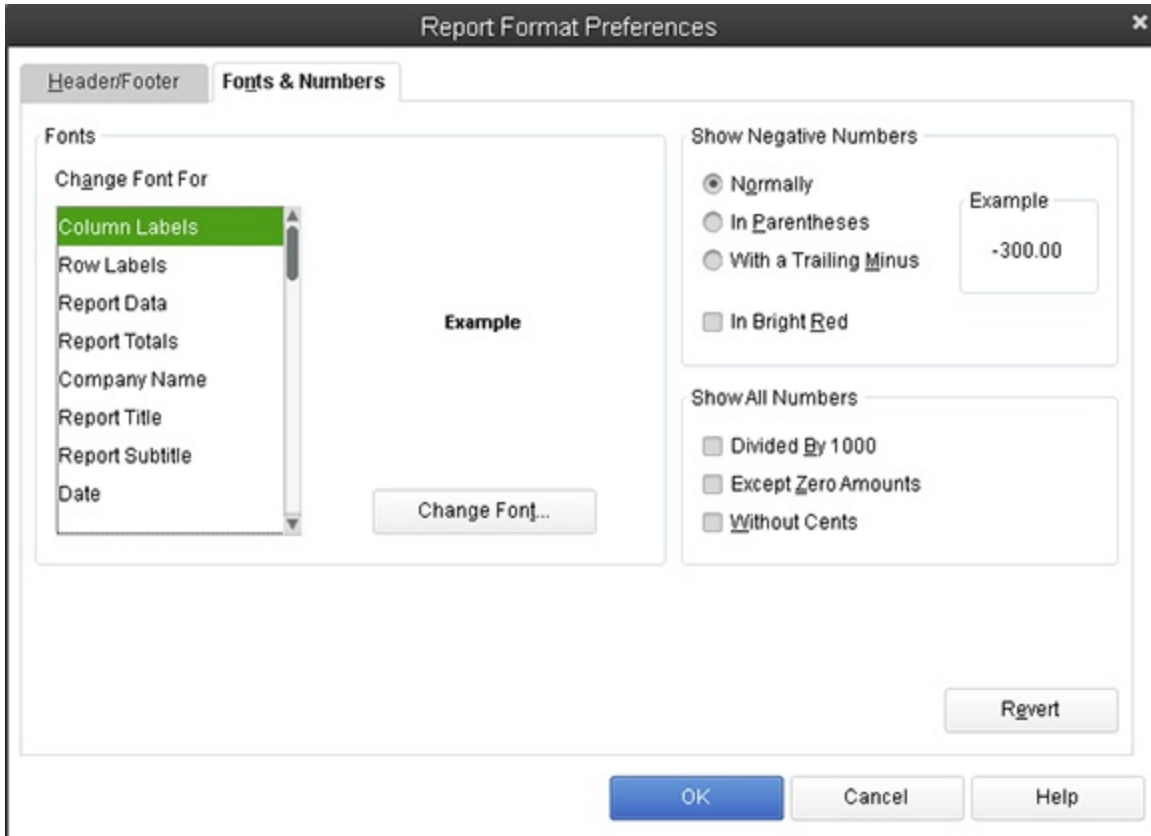 Report Format Preferences
Header/Footer
Fonts & Numbers
Fonts
Change Font For
Column Labels
Row Labels
Report Data
Report Totals
Company Name
Report Title
Report Subtitle
Date
Example
Change Font...
Show Negative Numbers
Normally
In Parentheses
With a Trailing Minus
In Bright Red
Example
-300.00
Show All Numbers
Divided By 1000
Except Zero Amounts
Without Cents
Revert
OK
Cancel
Help